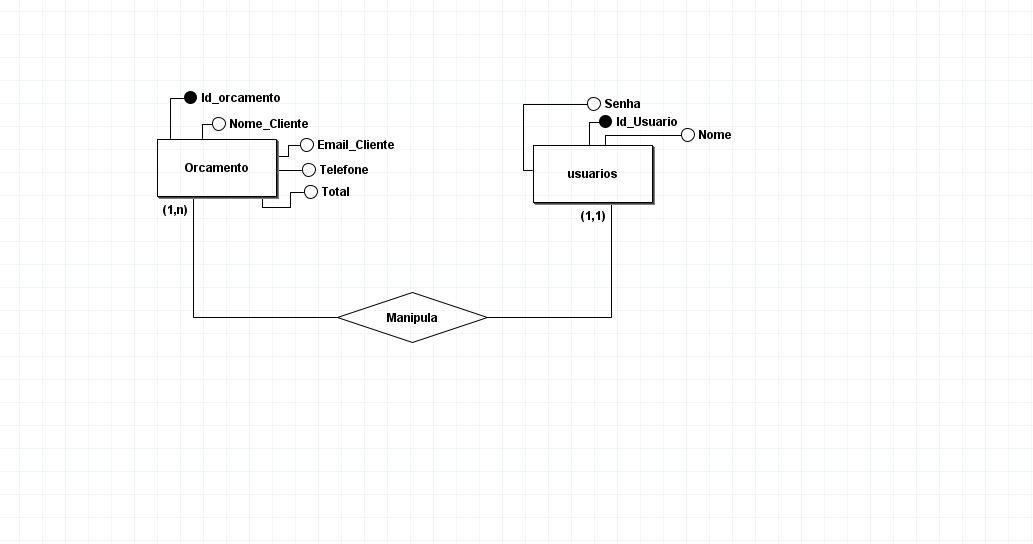 Id_orcamento
Nome_Cliente
Email_Cliente
Orcamento
Telefone
Total
(1,n)
Senha
Id_Usuario
Nome
usuarios
(1,1)
Manipula